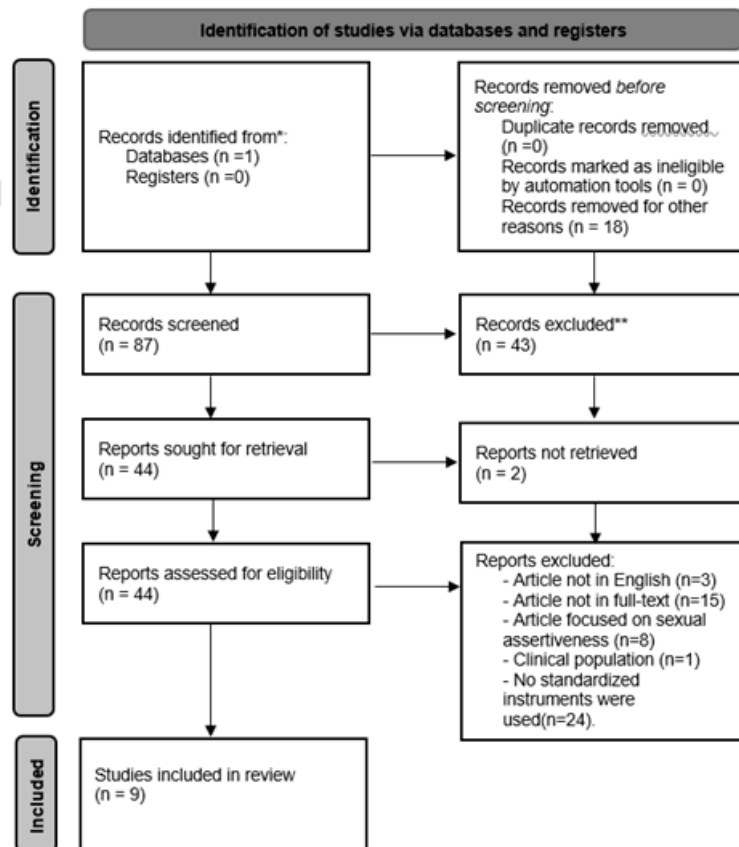 Identification of studies via databases and registers
Identification
Records identified from*:
Databases (n =1)
Registers (n =0)
Records removed before
screening:
Duplicate records removed
(n =0)
Records marked as ineligible
by automation tools (n = 0)
Records removed for other
reasons (n = 18)
Screening
Records screened
(n = 87)
Records excluded**
(n = 43)
Reports sought for retrieval
(n = 44)
Reports not retrieved
(n = 2)
Reports assessed for eligibility
(n = 44)
Reports excluded:
- Article not in English (n=3)
- Article not in full-text (n=15)
- Article focused on sexual
assertiveness (n=8)
- Clinical population (n=1)
- No standardized
instruments were
used(n=24).
Included
Studies included in review
(n = 9)